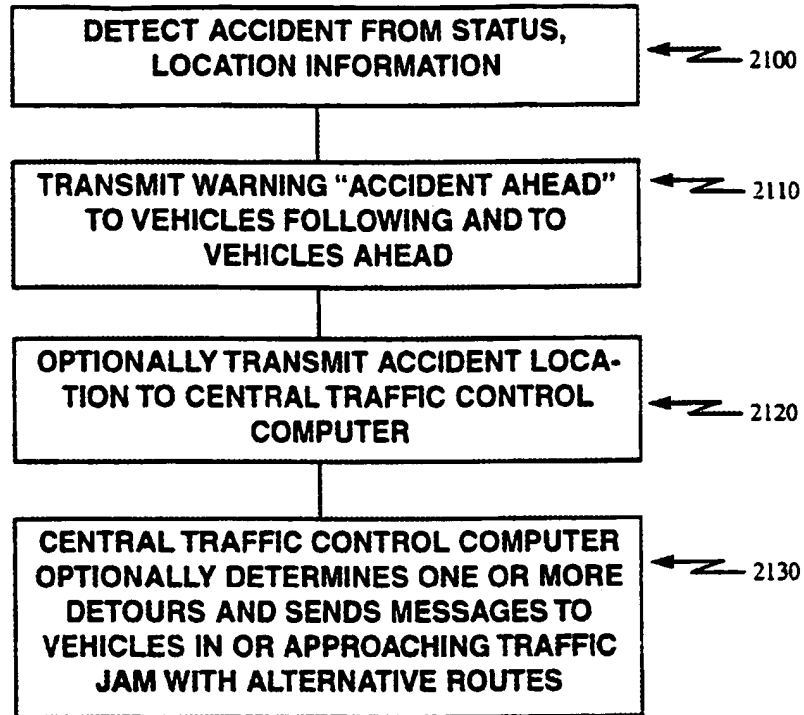 DETECT ACCIDENT FROM STATUS,
LOCATION INFORMATION
2100
TRANSMIT WARNING "ACCIDENT AHEAD"
TO VEHICLES FOLLOWING AND TO
VEHICLES AHEAD
2110
OPTIONALLY TRANSMIT ACCIDENT LOCA-
TION TO CENTRAL TRAFFIC CONTROL
COMPUTER
2120
CENTRAL TRAFFIC CONTROL COMPUTER
OPTIONALLY DETERMINES ONE OR MORE
DETOURS AND SENDS MESSAGES TO
VEHICLES IN OR APPROACHING TRAFFIC
JAM WITH ALTERNATIVE ROUTES
2130